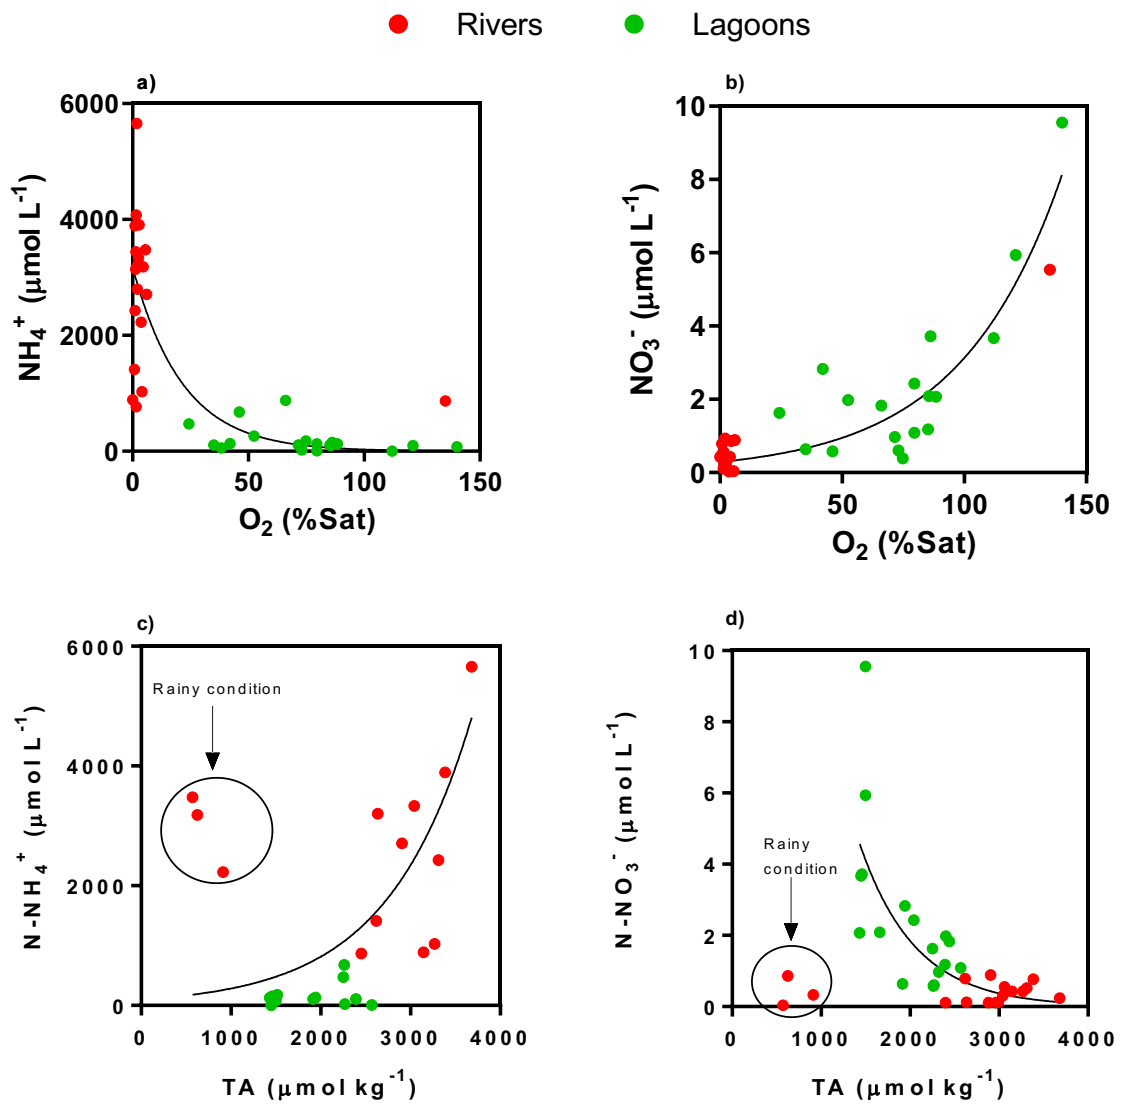 Rivers Lagoons
a)
6000
4000
2000
0
0 50 100 150
NH₄⁺ (μmol L⁻¹)
O₂ (%Sat)
b)
10
8
6
4
2
0
0 50 100 150
NO₃⁻ (μmol L⁻¹)
O₂ (%Sat)
c)
6000
4000
2000
0
0 1000 2000 3000 4000
Rainy condition
N-NH₄⁺ (μmol L⁻¹)
TA (μmol kg⁻¹)
d)
10
8
6
4
2
0
0 1000 2000 3000 4000
Rainy
condition
N-NO₃⁻ (μmol L⁻¹)
TA (μmol kg⁻¹)